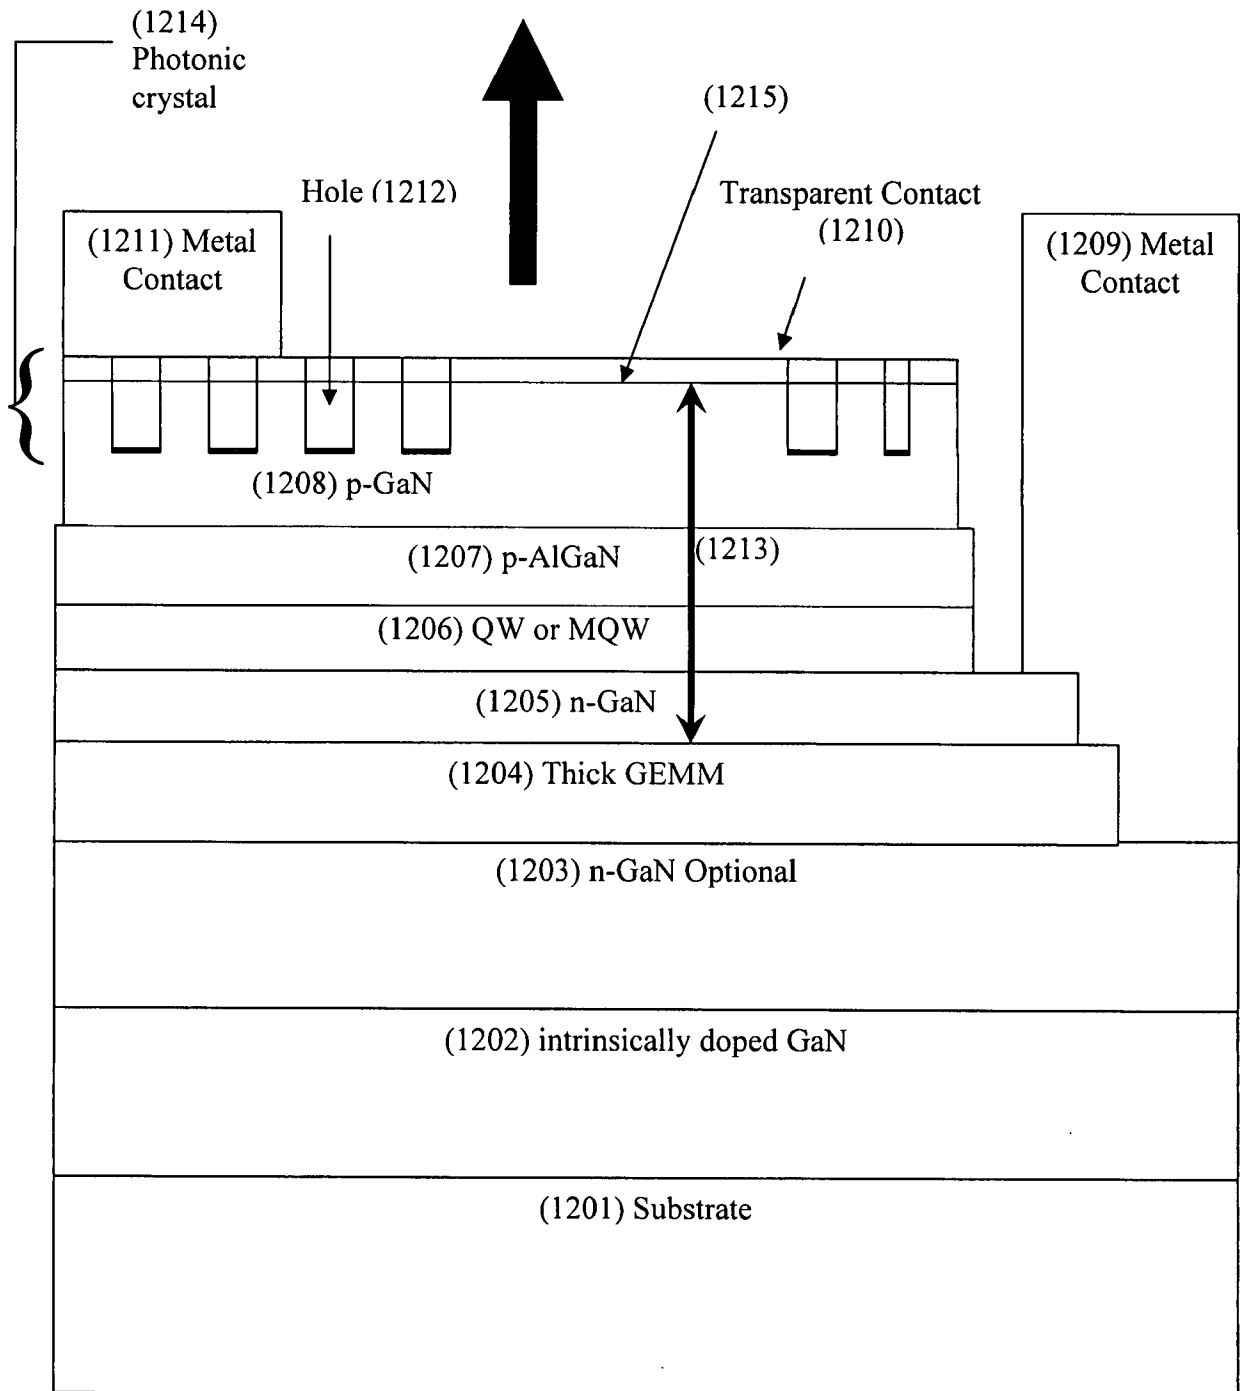 (1214)
Photonic
crystal
(1215)
Hole (1212)
Transparent Contact
(1210)
(1211) Metal
Contact
(1209) Metal
Contact
(1208) p-GaN
(1207) p-AlGaN
(1213)
(1206) QW or MQW
(1205) n-GaN
(1204) Thick GEMM
(1203) n-GaN Optional
(1202) intrinsically doped GaN
(1201) Substrate